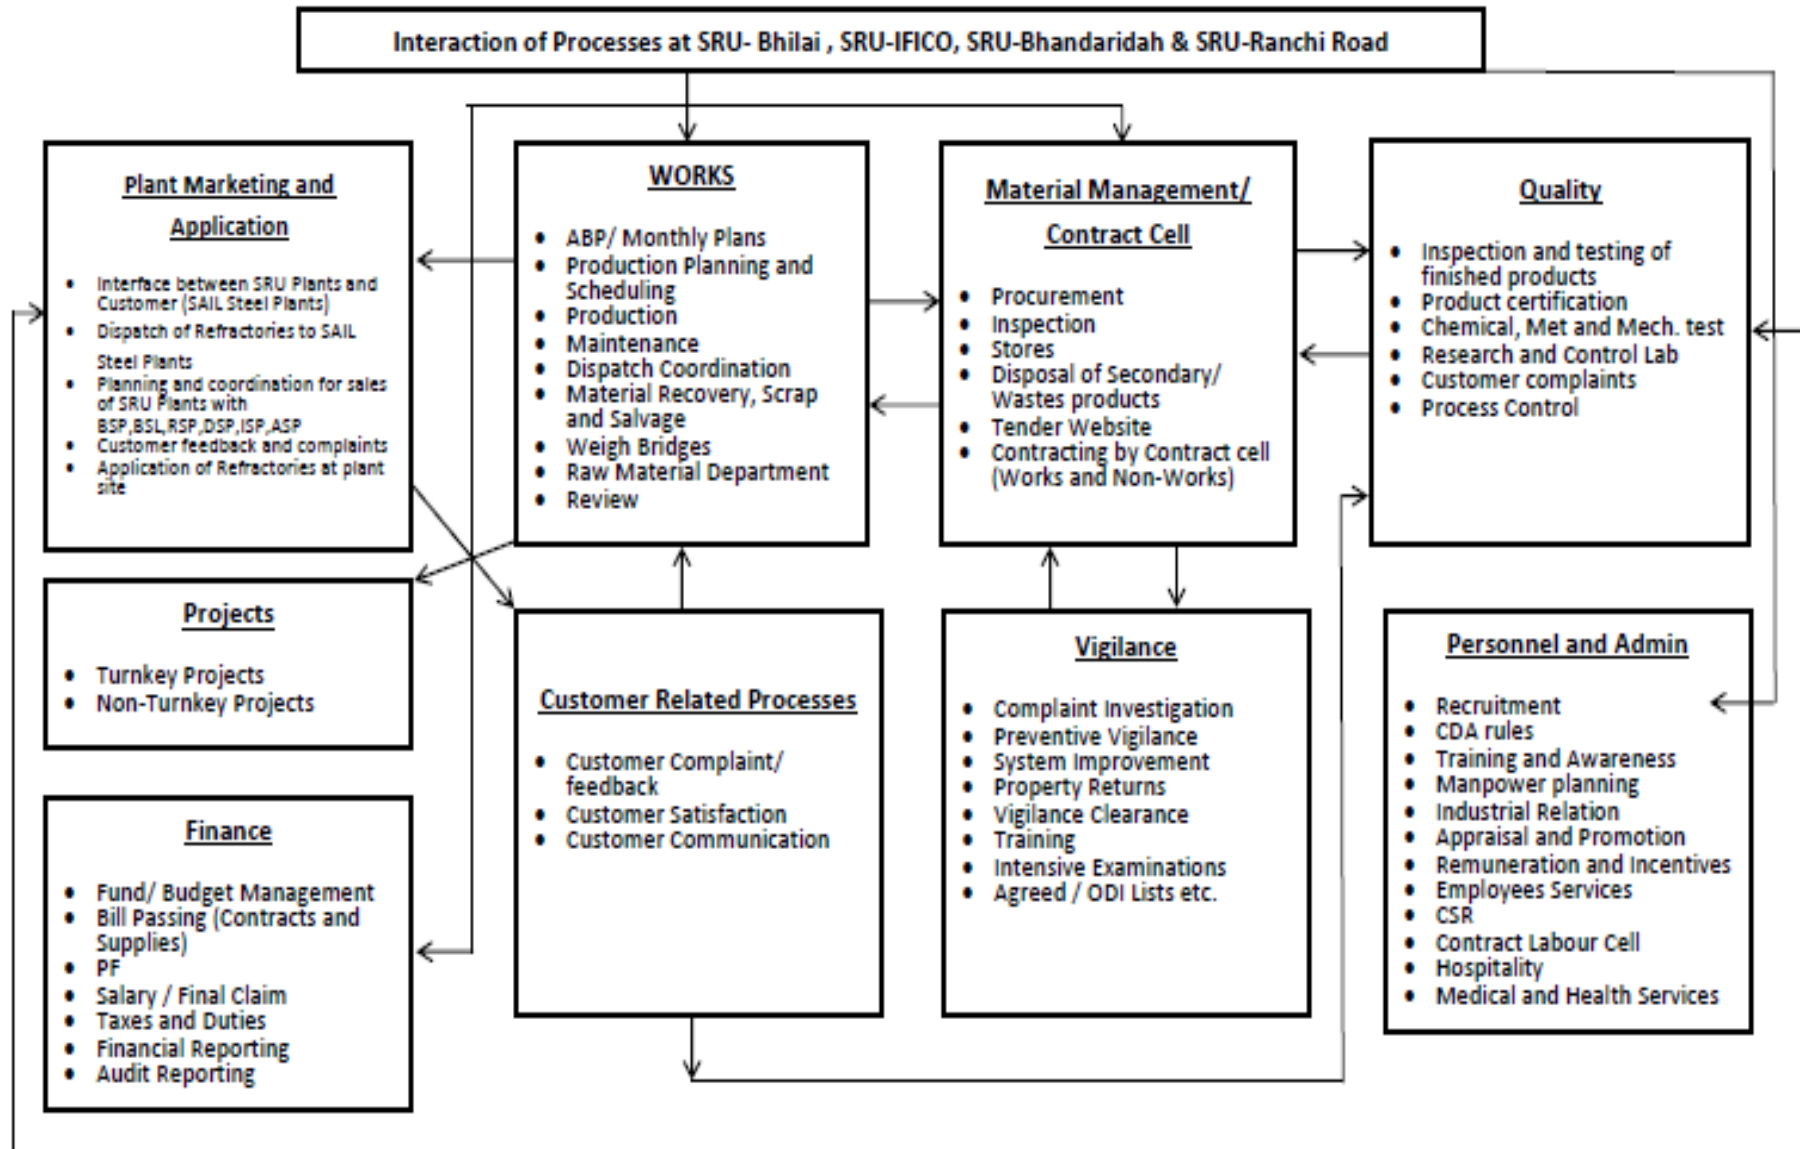 Interaction of Processes at SRU- Bhilai , SRU-IFICO, SRU-Bhandaridah & SRU-Ranchi Road
Plant Marketing and
Application
• Interface between SRU Plants and
Customer (SAIL Steel Plants)
• Dispatch of Refractories to SAIL
Steel Plants
• Planning and coordination for sales
of SRU Plants with
BSP,BSL,RSP,DSP,ISP,ASP
• Customer feedback and complaints
• Application of Refractories at plant
site
WORKS
• ABP/ Monthly Plans
• Production Planning and
Scheduling
• Production
• Maintenance
• Dispatch Coordination
• Material Recovery, Scrap
and Salvage
• Weigh Bridges
• Raw Material Department
• Review
Material Management/
Contract Cell
• Procurement
• Inspection
• Stores
• Disposal of Secondary/
Wastes products
• Tender Website
• Contracting by Contract cell
(Works and Non-Works)
Quality
• Inspection and testing of
finished products
• Product certification
• Chemical, Met and Mech. test
• Research and Control Lab
• Customer complaints
• Process Control
Projects
• Turnkey Projects
• Non-Turnkey Projects
Customer Related Processes
• Customer Complaint/
feedback
• Customer Satisfaction
• Customer Communication
Vigilance
• Complaint Investigation
• Preventive Vigilance
• System Improvement
• Property Returns
• Vigilance Clearance
• Training
• Intensive Examinations
• Agreed / ODI Lists etc.
Personnel and Admin
• Recruitment
• CDA rules
• Training and Awareness
• Manpower planning
• Industrial Relation
• Appraisal and Promotion
• Remuneration and Incentives
• Employees Services
• CSR
• Contract Labour Cell
• Hospitality
• Medical and Health Services
Finance
• Fund/ Budget Management
• Bill Passing (Contracts and
Supplies)
• PF
• Salary / Final Claim
• Taxes and Duties
• Financial Reporting
• Audit Reporting